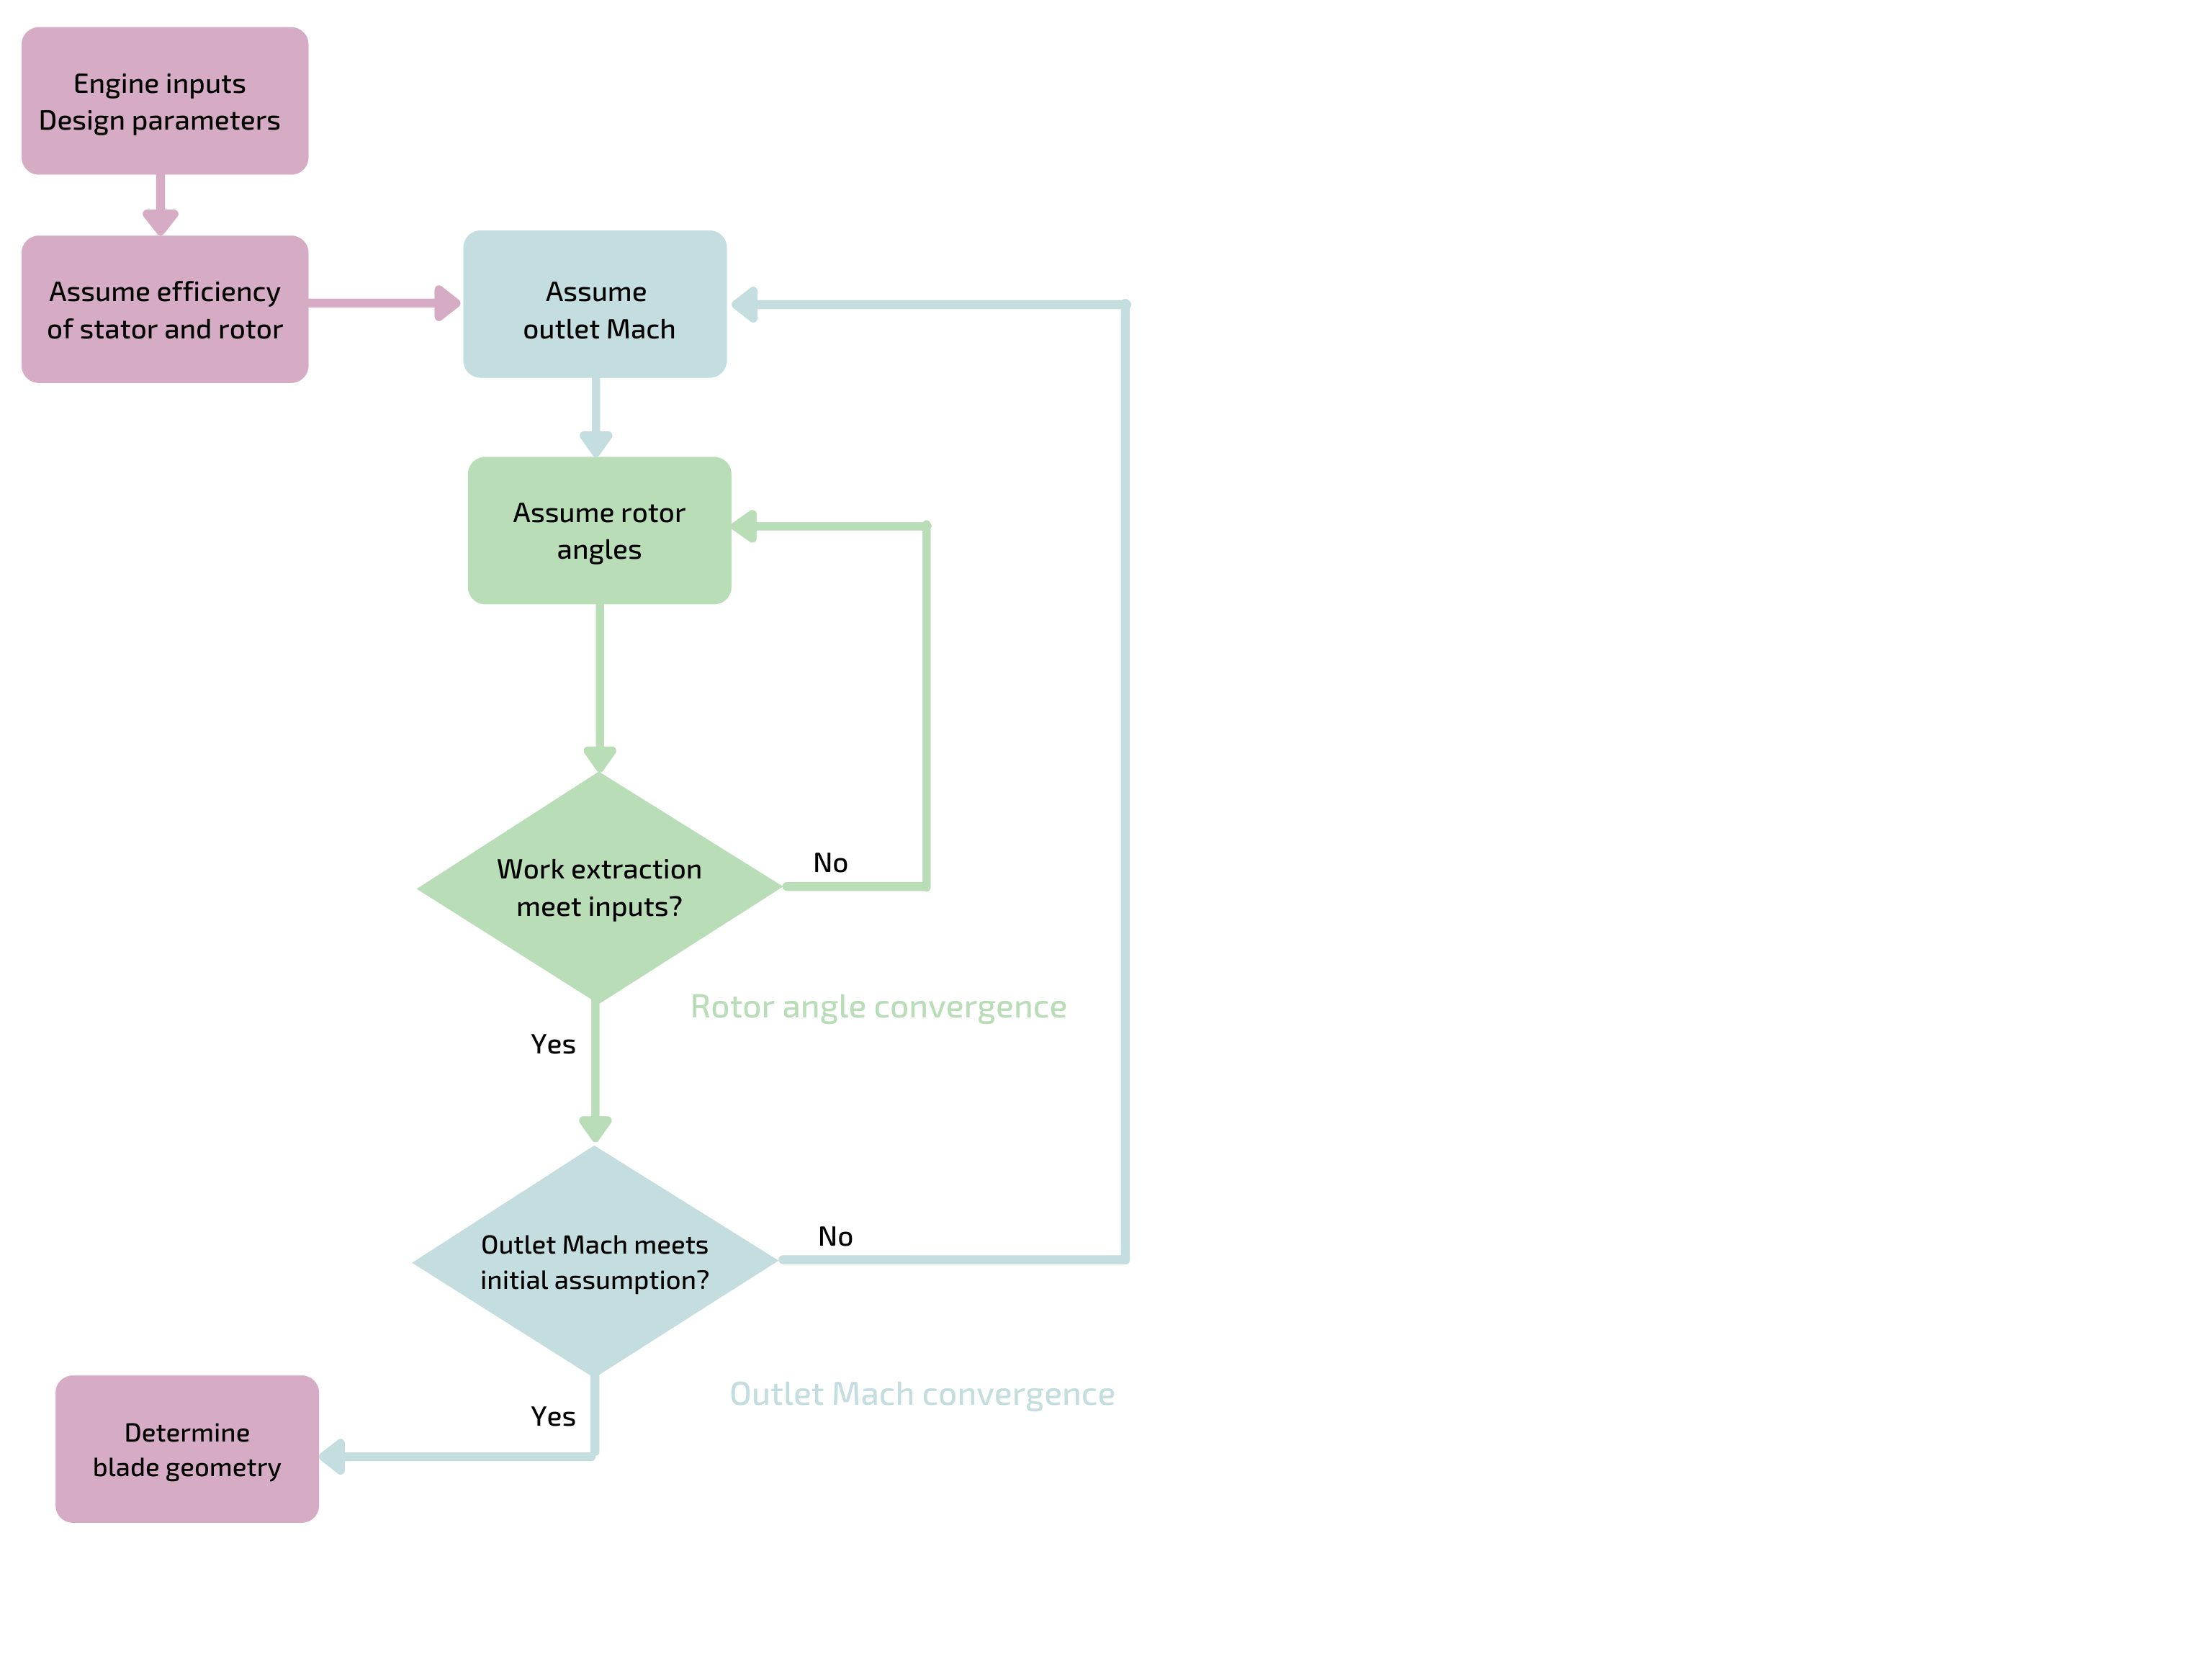 Engine inputs
Design parameters
Assume efficiency
of stator and rotor
Assume
outlet Mach
Assume rotor
angles
Work extraction
meet inputs?
No
Rotor angle convergence
Yes
Outlet Mach meets
initial assumption?
No
Outlet Mach convergence
Yes
Determine
blade geometry